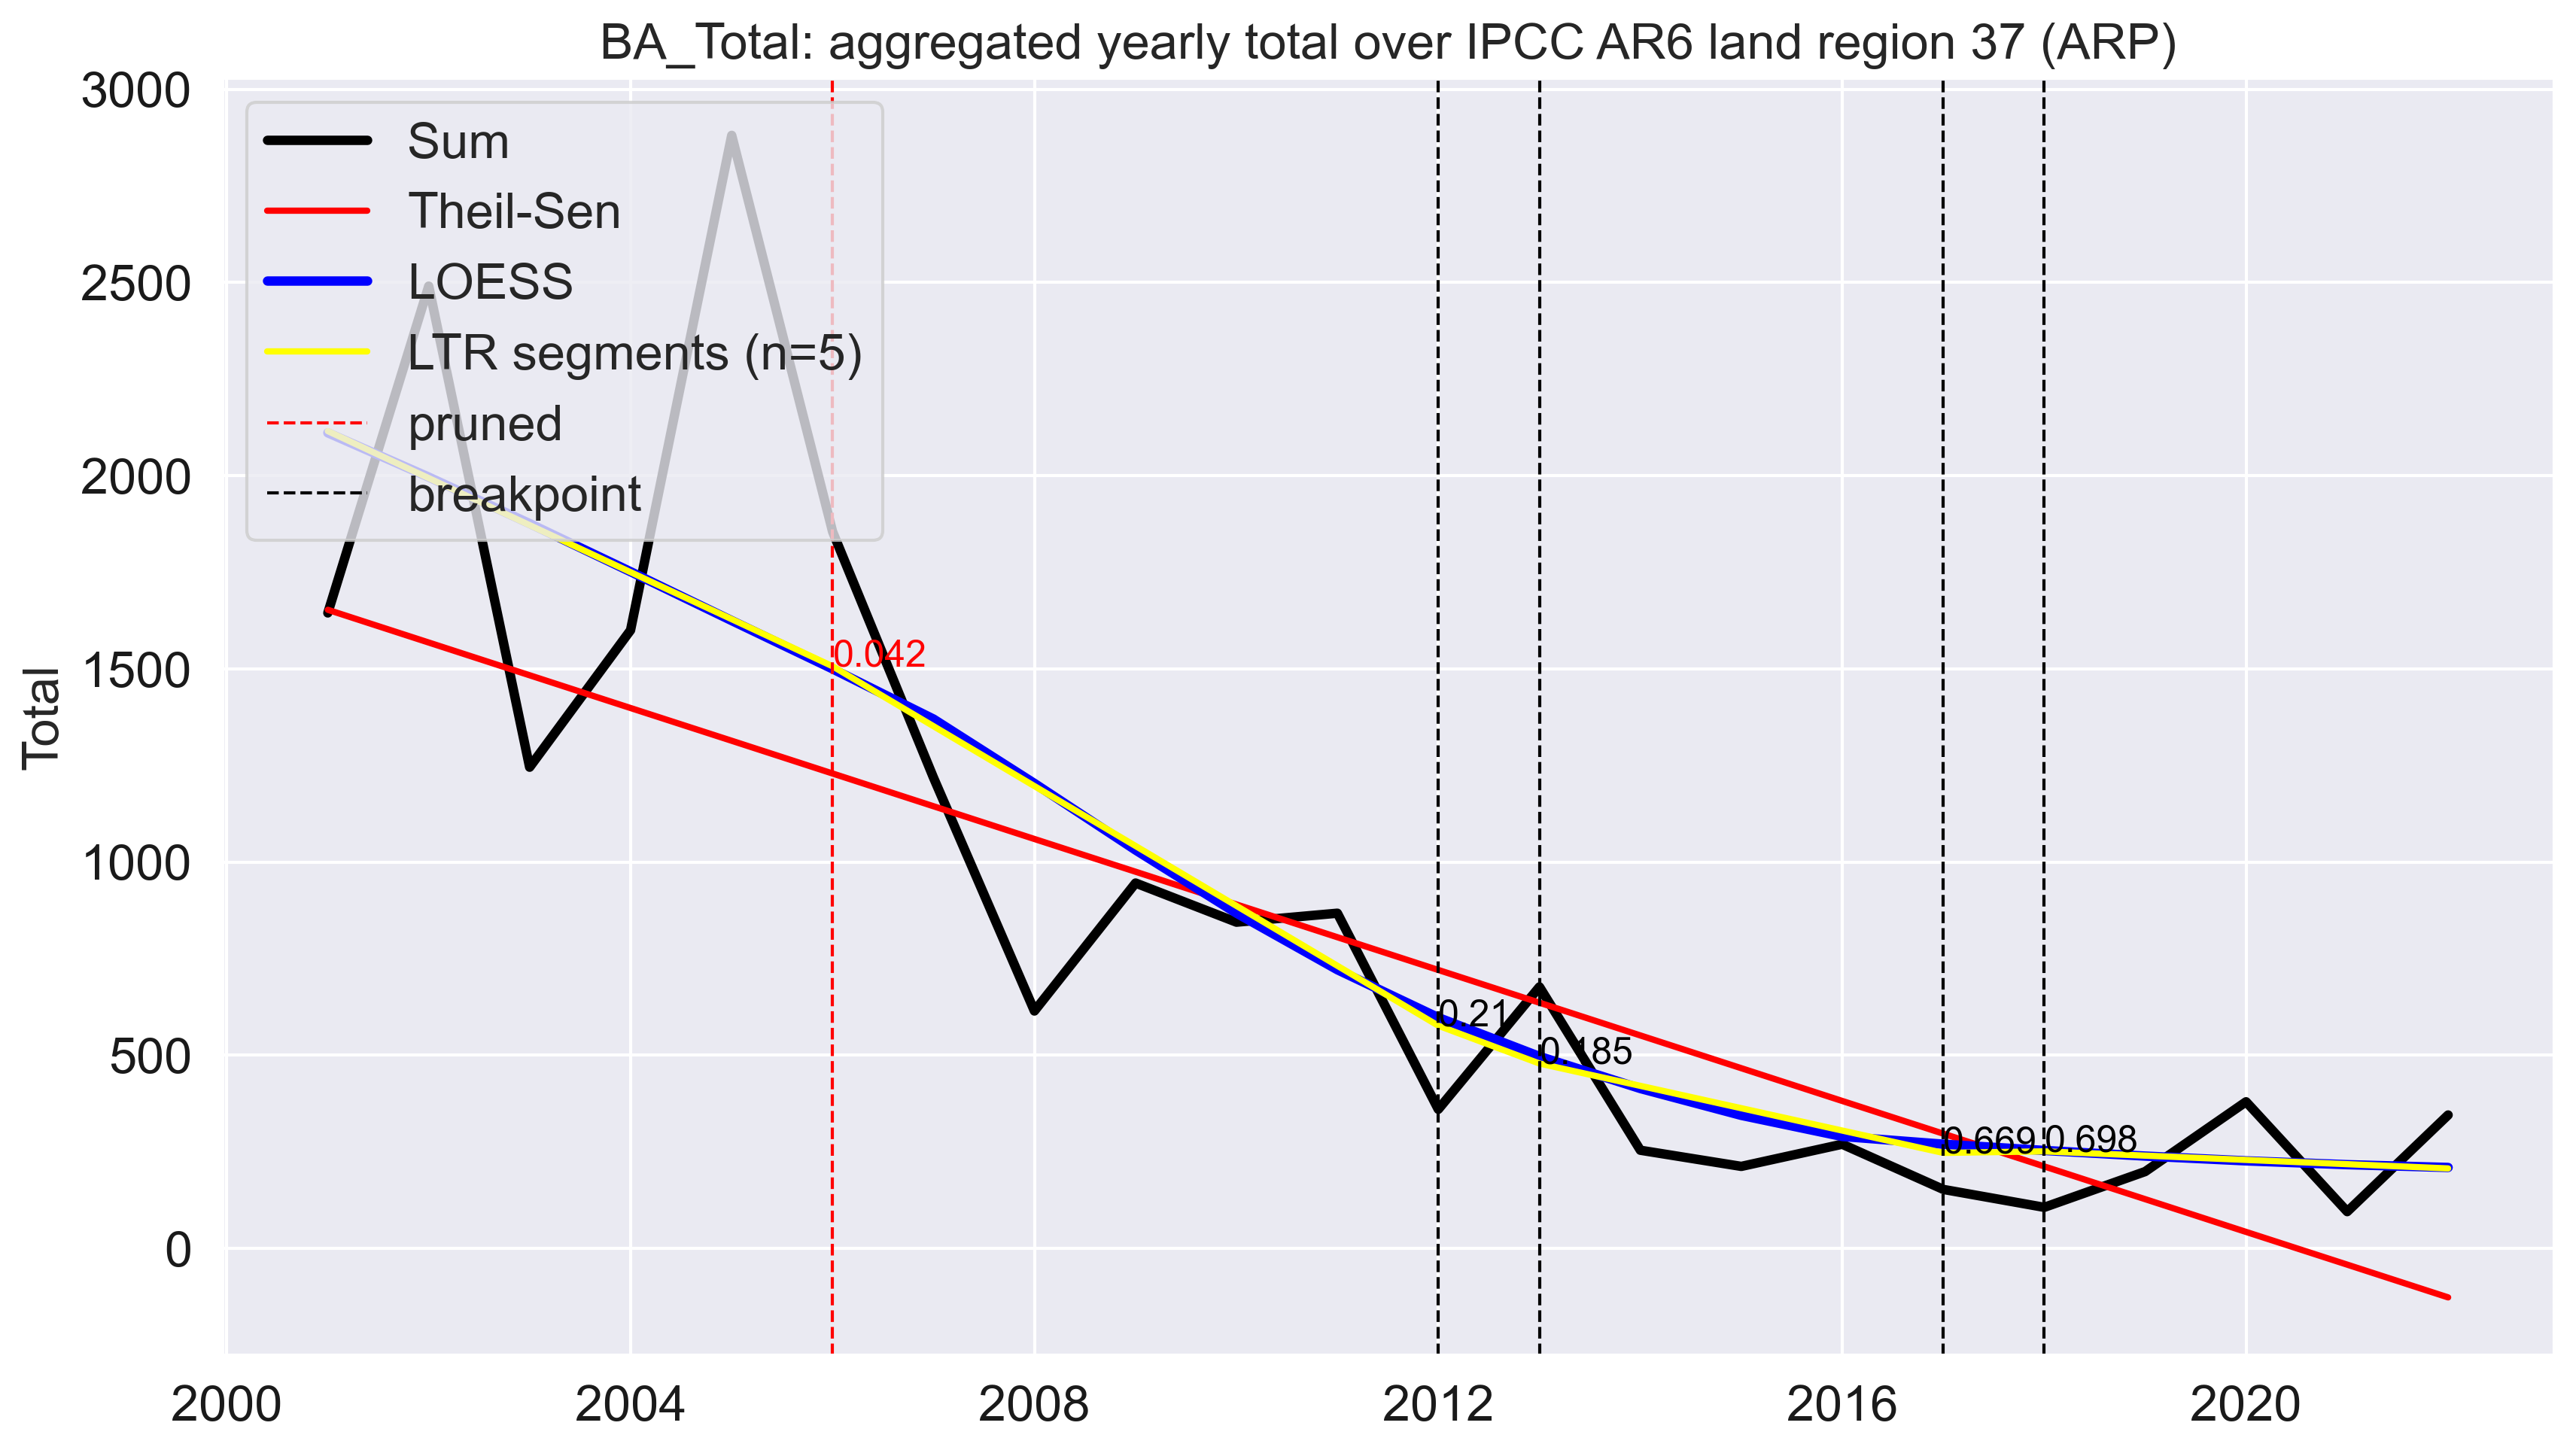 BA_Total: aggregated yearly total over IPCC AR6 land region 37 (ARP)
3000
2500
2000
1500
1000
500
0
Total
Sum
Theil-Sen
LOESS
LTR segments (n=5)
pruned
breakpoint
0.042
0.21
0.185
0.669
0.698
2000
2004
2008
2012
2016
2020